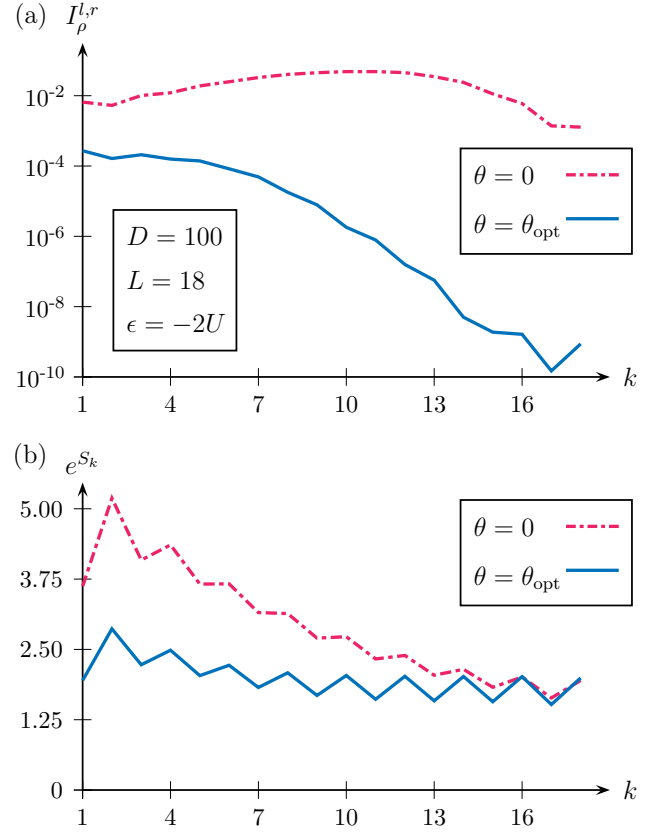 (a) I_ρ^{l,r}
10^{-2}
10^{-4}
10^{-6}
10^{-8}
10^{-10}
θ = 0
θ = θ_opt
D = 100
L = 18
ϵ = −2U
1 4 7 10 13 16 k
(b) e^{S_k}
5.00
3.75
2.50
1.25
0
θ = 0
θ = θ_opt
1 4 7 10 13 16 k